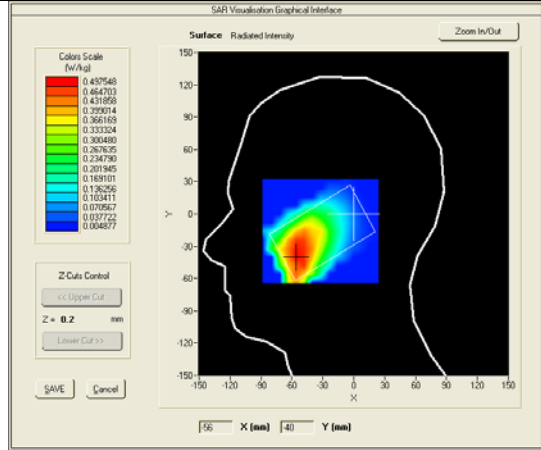 SAR Visualisation Graphical Interface
Surface Radiated Intensity
Zoom In/Out
Colors Scale
(W/kg)
0.497548
0.464703
0.431858
0.399014
0.366169
0.333324
0.300480
0.267635
0.234790
0.201945
0.169101
0.136256
0.103411
0.070567
0.037722
0.004877
Z-Cuts Control
<< Upper Cut
Z = 0.2 mm
Lower Cut >>
SAVE Cancel
150-
120-
90-
60-
30-
0-
-30-
-60-
-90-
-120-
-150-
Y
-150 -120 -90 -60 -30 0 30 60 90 120 150
X
-56 X (mm) -40 Y (mm)